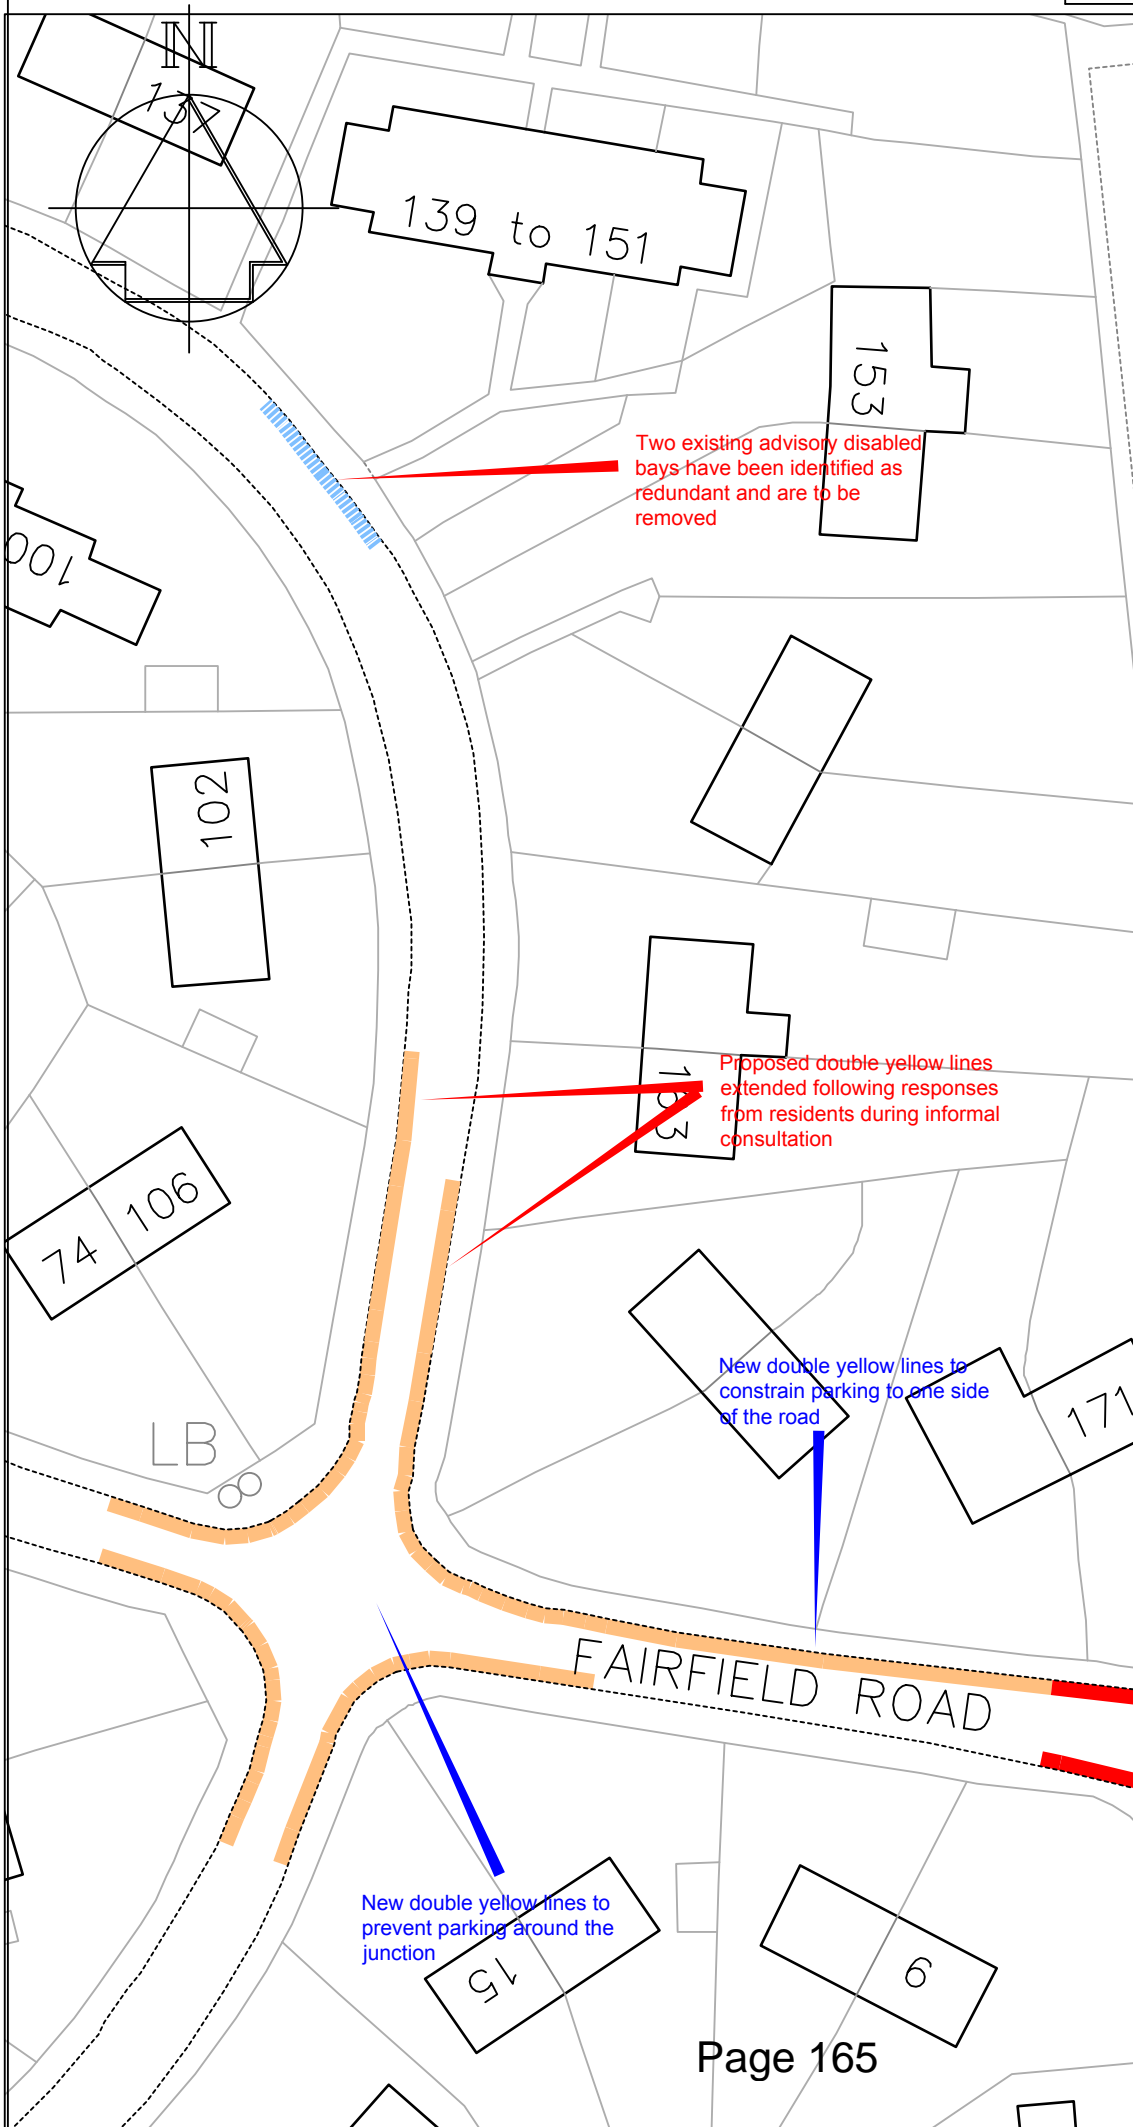 N
137
139 to 151
153
Two existing advisory disabled
bays have been identified as
redundant and are to be
removed
100
102
Proposed double yellow lines
extended following responses
from residents during informal
consultation
163
74 106
New double yellow lines to
constrain parking to one side
of the road
171
LB
FAIRFIELD ROAD
New double yellow lines to
prevent parking around the
junction
15
9
Page 165